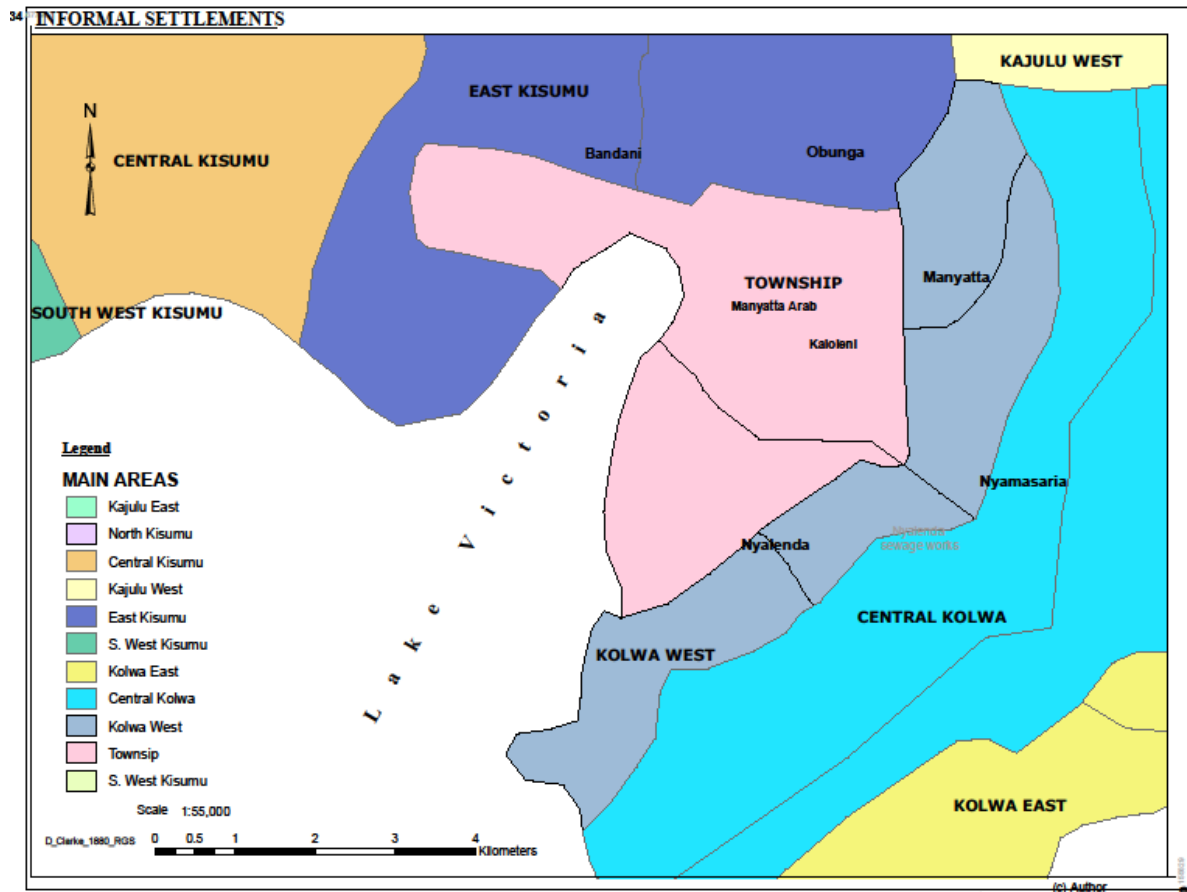 34
INFORMAL SETTLEMENTS
KAJULU WEST
EAST KISUMU
N
CENTRAL KISUMU
Bandani
Obunga
Manyatta
TOWNSHIP
Manyatta Arab
SOUTH WEST KISUMU
Kaloleni
Lake Victoria
Nyamasaria
Nyalenda
sewage works
Nyalenda
CENTRAL KOLWA
KOLWA WEST
KOLWA EAST
Legend
MAIN AREAS
Kajulu East
North Kisumu
Central Kisumu
Kajulu West
East Kisumu
S. West Kisumu
Kolwa East
Central Kolwa
Kolwa West
Townsip
S. West Kisumu
Scale 1:55,000
D_Clarke_1880_RGS
0 0.5 1 2 3 4
Kilometers
(c) Author